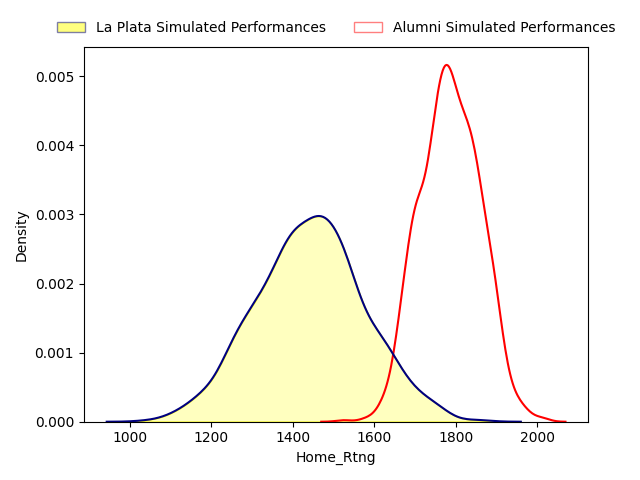 La Plata Simulated Performances
Alumni Simulated Performances
0.005
0.004
0.003
0.002
0.001
0.000
Density
1000 1200 1400 1600 1800 2000
Home_Rtng